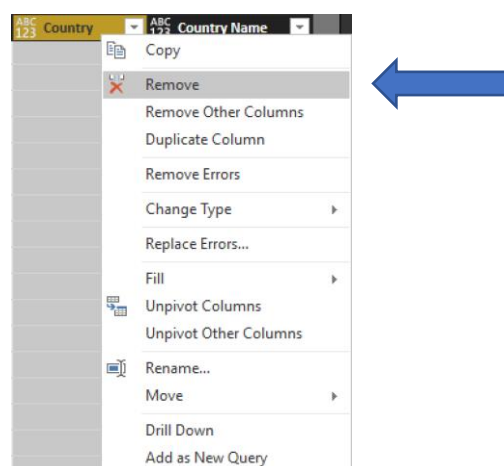 ABC 123 Country ABC 123 Country Name
Copy
Remove
Remove Other Columns
Duplicate Column
Remove Errors
Change Type
Replace Errors...
Fill
Unpivot Columns
Unpivot Other Columns
Rename...
Move
Drill Down
Add as New Query